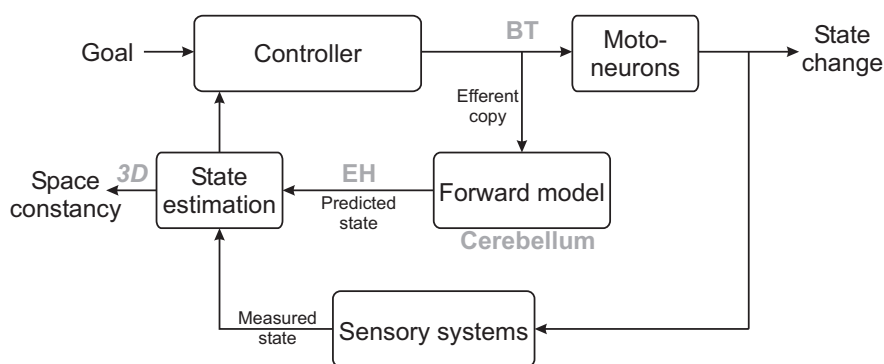 Goal
Controller
BT
Moto-
neurons
State
change
Efferent
copy
Space
constancy
3D
State
estimation
EH
Predicted
state
Forward model
Cerebellum
Measured
state
Sensory systems